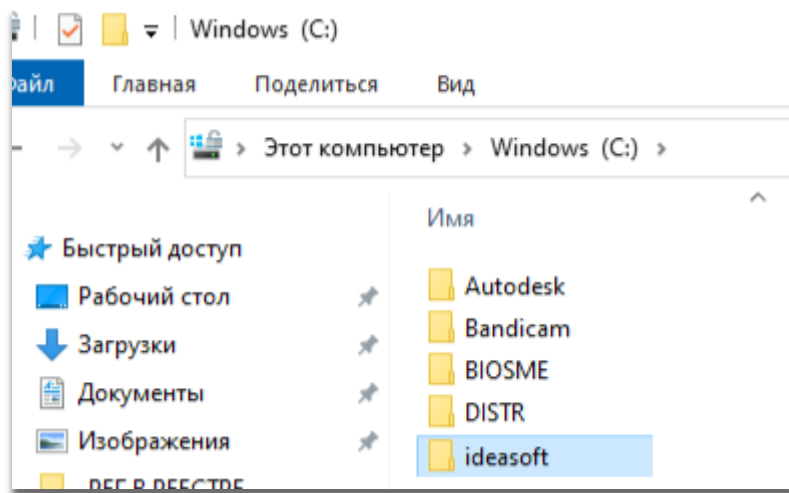 Windows (C:)
Файл Главная Поделиться Вид
Этот компьютер > Windows (C:) >
Имя
Быстрый доступ
Рабочий стол
Загрузки
Документы
Изображения
Autodesk
Bandicam
BIOSME
DISTR
ideasoft